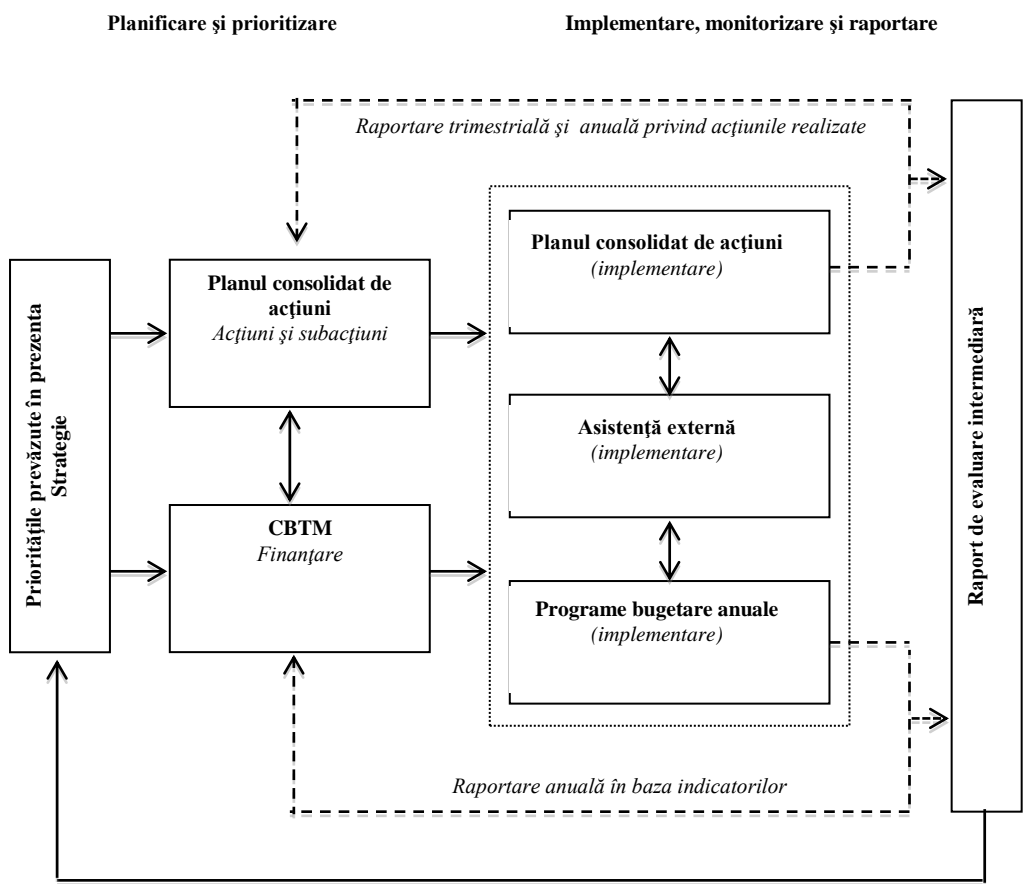 Planificare şi prioritizare
Implementare, monitorizare şi raportare
Raportare trimestrială şi anuală privind acţiunile realizate
Priorităţile prevăzute în prezenta
Strategie
Planul consolidat de
acţiuni
Acţiuni şi subacţiuni
CBTM
Finanţare
Planul consolidat de acţiuni
(implementare)
Asistenţă externă
(implementare)
Programe bugetare anuale
(implementare)
Raport de evaluare intermediară
Raportare anuală în baza indicatorilor